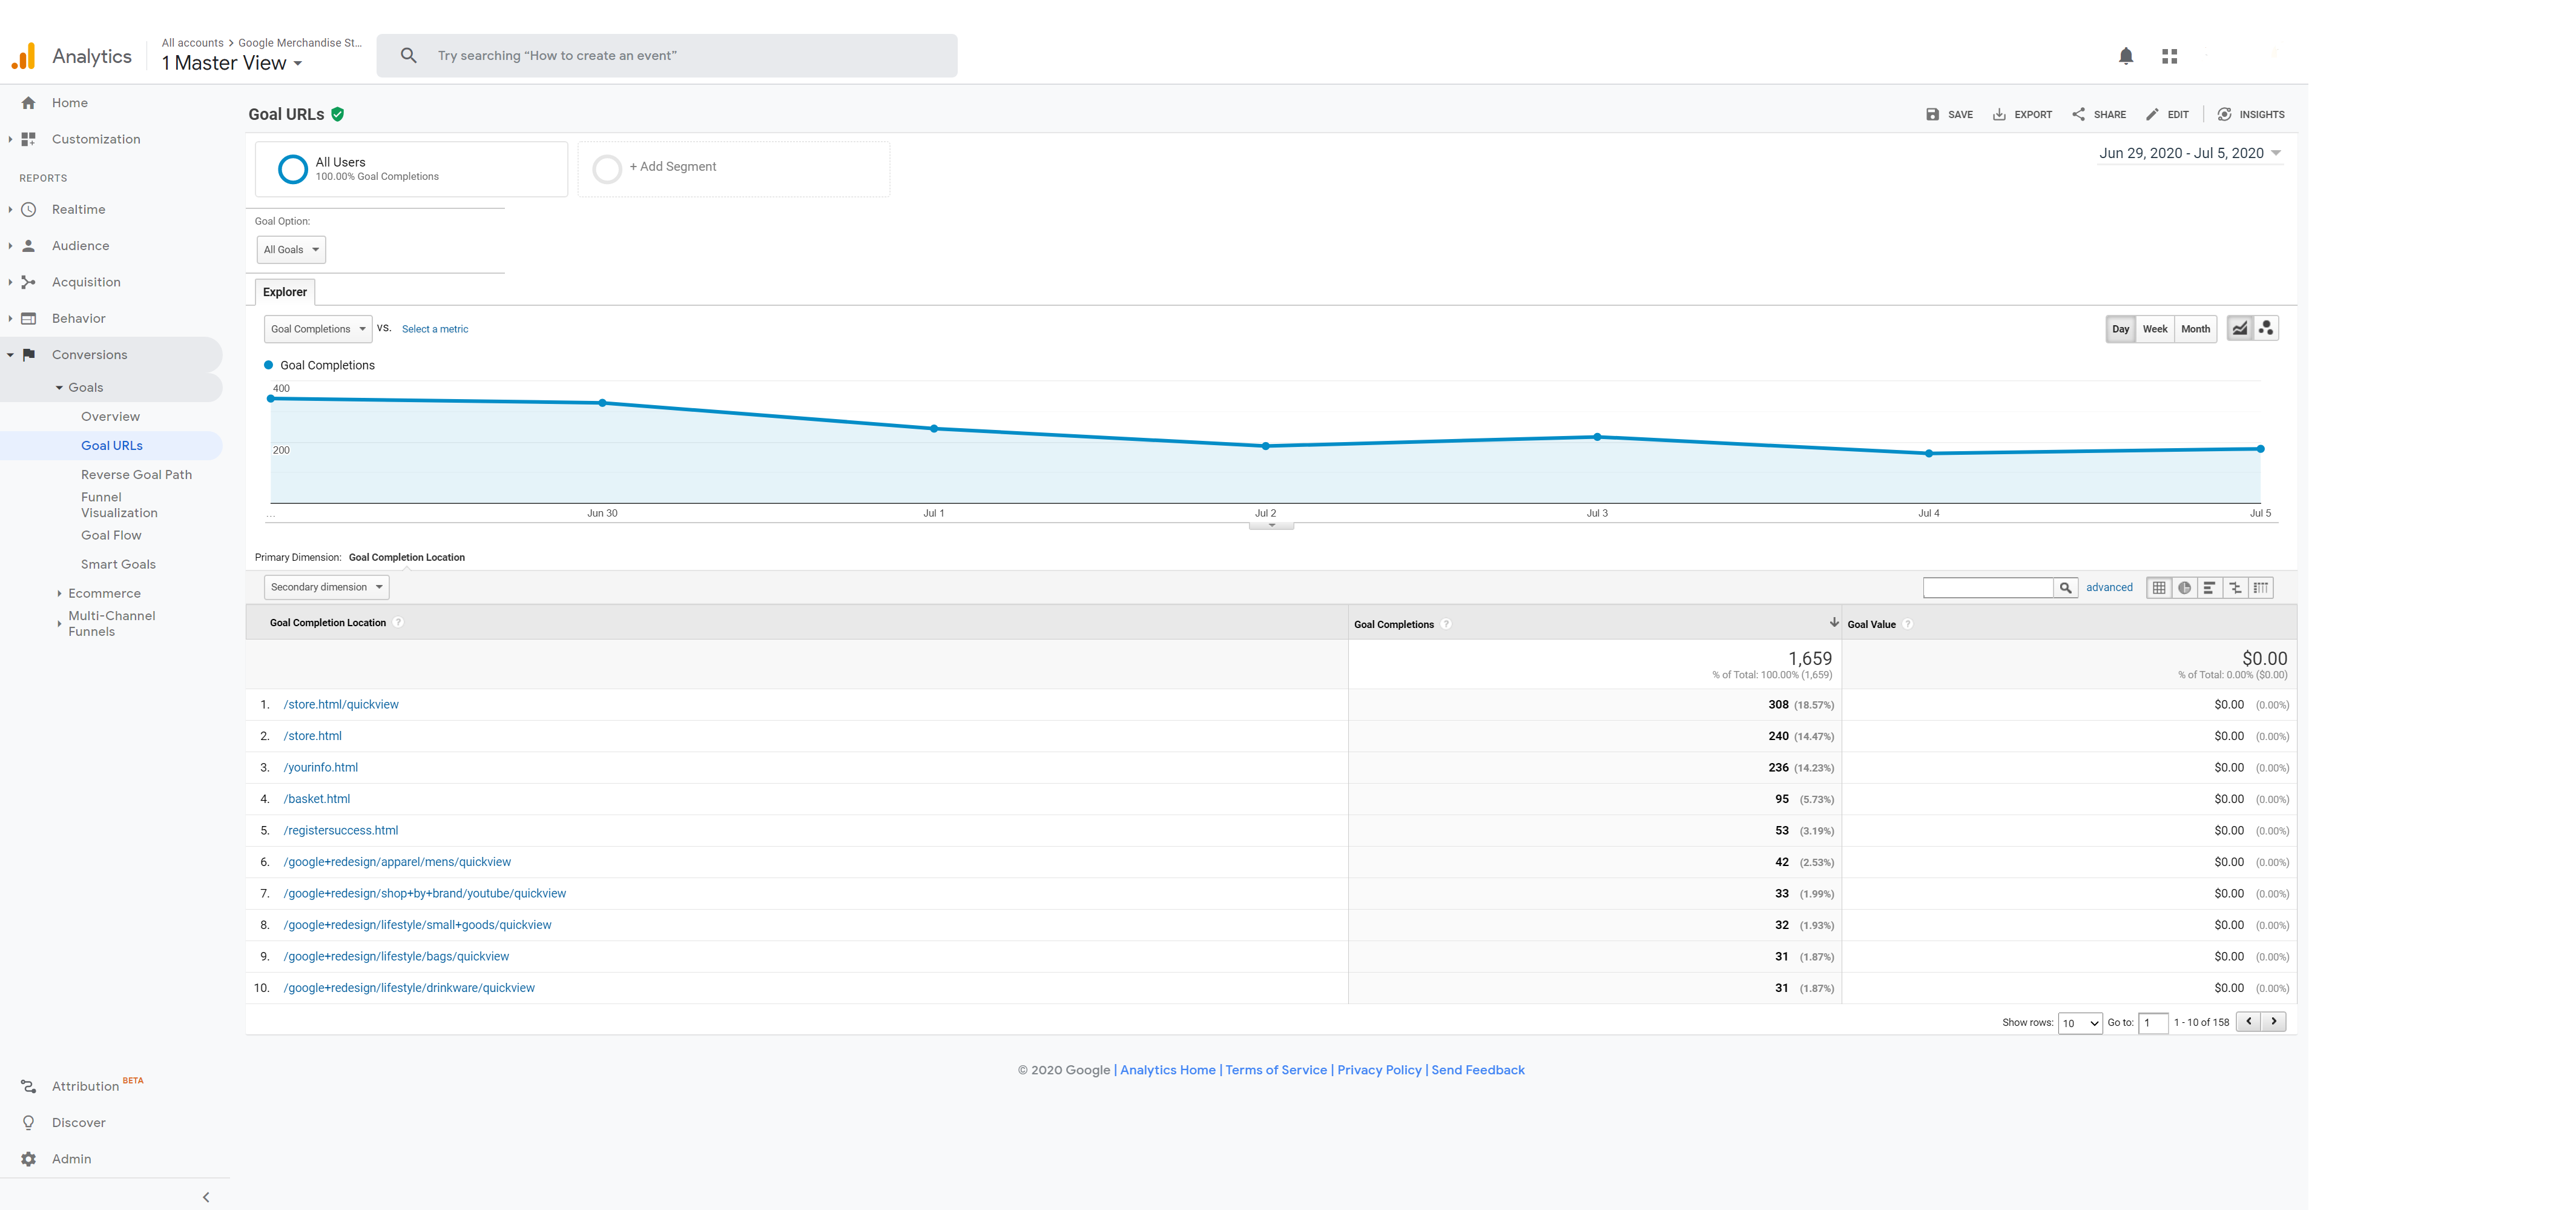 Analytics
All accounts > Google Merchandise St...
1 Master View
Try searching “How to create an event”
Home
Customization
REPORTS
Realtime
Audience
Acquisition
Behavior
Conversions
Goals
Overview
Goal URLs
Reverse Goal Path
Funnel
Visualization
Goal Flow
Smart Goals
Ecommerce
Multi-Channel
Funnels
Attribution BETA
Discover
Admin
Goal URLs
SAVE EXPORT SHARE EDIT INSIGHTS
All Users
100.00% Goal Completions
+ Add Segment
Jun 29, 2020 - Jul 5, 2020
Goal Option:
All Goals
Explorer
Goal Completions VS. Select a metric
Day Week Month
Goal Completions
400
200
... Jun 30 Jul 1 Jul 2 Jul 3 Jul 4 Jul 5
Primary Dimension: Goal Completion Location
Secondary dimension
advanced
Goal Completion Location ? Goal Completions ? Goal Value ?
1,659 $0.00
% of Total: 100.00% (1,659) % of Total: 0.00% ($0.00)
1. /store.html/quickview 308 (18.57%) $0.00 (0.00%)
2. /store.html 240 (14.47%) $0.00 (0.00%)
3. /yourinfo.html 236 (14.23%) $0.00 (0.00%)
4. /basket.html 95 (5.73%) $0.00 (0.00%)
5. /registersuccess.html 53 (3.19%) $0.00 (0.00%)
6. /google+redesign/apparel/mens/quickview 42 (2.53%) $0.00 (0.00%)
7. /google+redesign/shop+by+brand/youtube/quickview 33 (1.99%) $0.00 (0.00%)
8. /google+redesign/lifestyle/small+goods/quickview 32 (1.93%) $0.00 (0.00%)
9. /google+redesign/lifestyle/bags/quickview 31 (1.87%) $0.00 (0.00%)
10. /google+redesign/lifestyle/drinkware/quickview 31 (1.87%) $0.00 (0.00%)
Show rows: 10 Go to: 1 1 - 10 of 158
© 2020 Google | Analytics Home | Terms of Service | Privacy Policy | Send Feedback